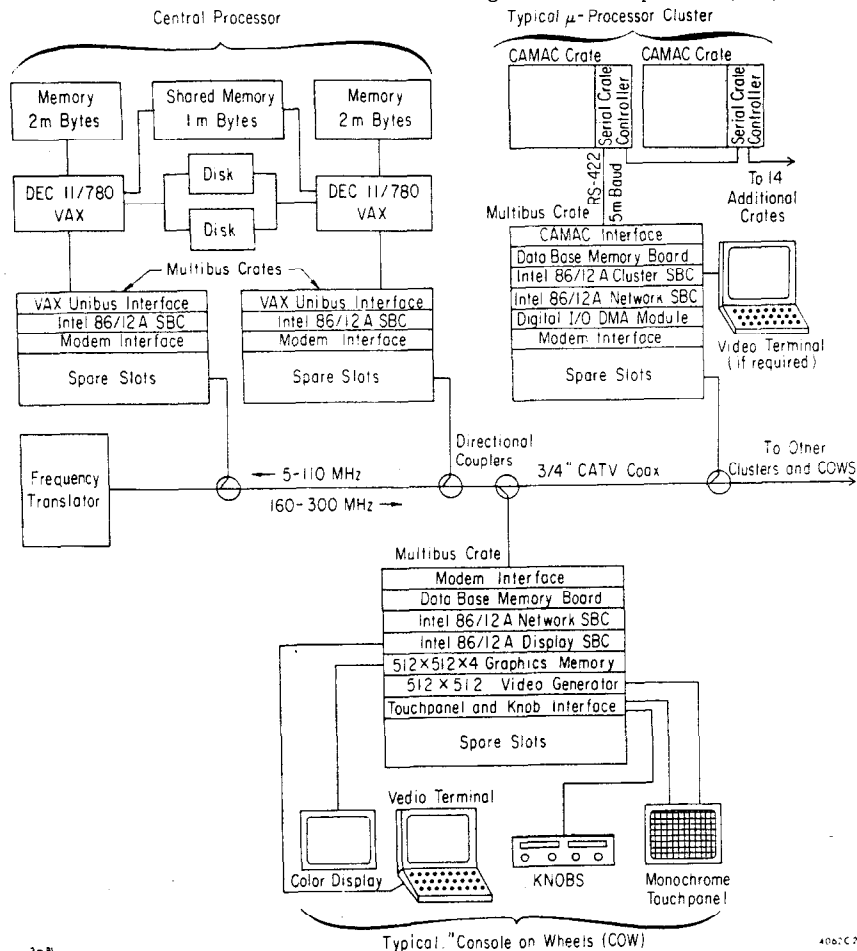 Central Processor
Typical μ-Processor Cluster
Memory
2m Bytes
Shared Memory
1m Bytes
Memory
2m Bytes
DEC 11/780
VAX
Disk
Disk
DEC 11/780
VAX
Multibus Crates
VAX Unibus Interface
Intel 86/12A SBC
Modem Interface
Spare Slots
VAX Unibus Interface
Intel 86/12A SBC
Modem Interface
Spare Slots
CAMAC Crate
CAMAC Crate
Serial Crate
Controller
Serial Crate
Controller
RS-422
5m Baud
To 14
Additional
Crates
Multibus Crate
CAMAC Interface
Data Base Memory Board
Intel 86/12A Cluster SBC
Intel 86/12A Network SBC
Digital I/O DMA Module
Modem Interface
Spare Slots
Video Terminal
(if required)
Frequency
Translator
5-110 MHz
160-300 MHz
Directional
Couplers
3/4" CATV Coax
To Other
Clusters and COWS
Multibus Crate
Modem Interface
Data Base Memory Board
Intel 86/12A Network SBC
Intel 86/12A Display SBC
512×512×4 Graphics Memory
512×512 Video Generator
Touchpanel and Knob Interface
Spare Slots
Color Display
Vedio Terminal
KNOBS
Monochrome
Touchpanel
Typical "Console on Wheels (COW)
4062C2